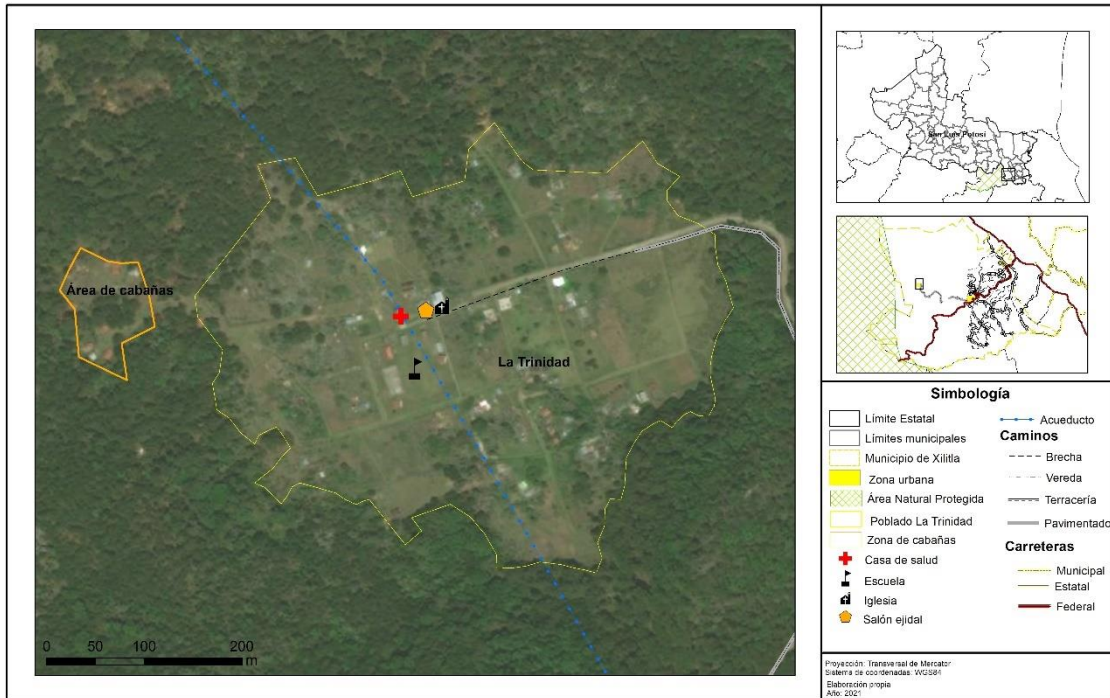 Área de cabañas
La Trinidad
0 50 100 200
m
San Luis Potosí
Simbología
Límite Estatal
Límites municipales
Municipio de Xilitla
Zona urbana
Área Natural Protegida
Poblado La Trinidad
Zona de cabañas
Casa de salud
Escuela
Iglesia
Salón ejidal
Acueducto
Caminos
Brecha
Vereda
Terracería
Pavimentado
Carreteras
Municipal
Estatal
Federal
Proyección: Transversal de Mercator
Sistema de coordenadas: WGS84
Elaboración propia
Año: 2021